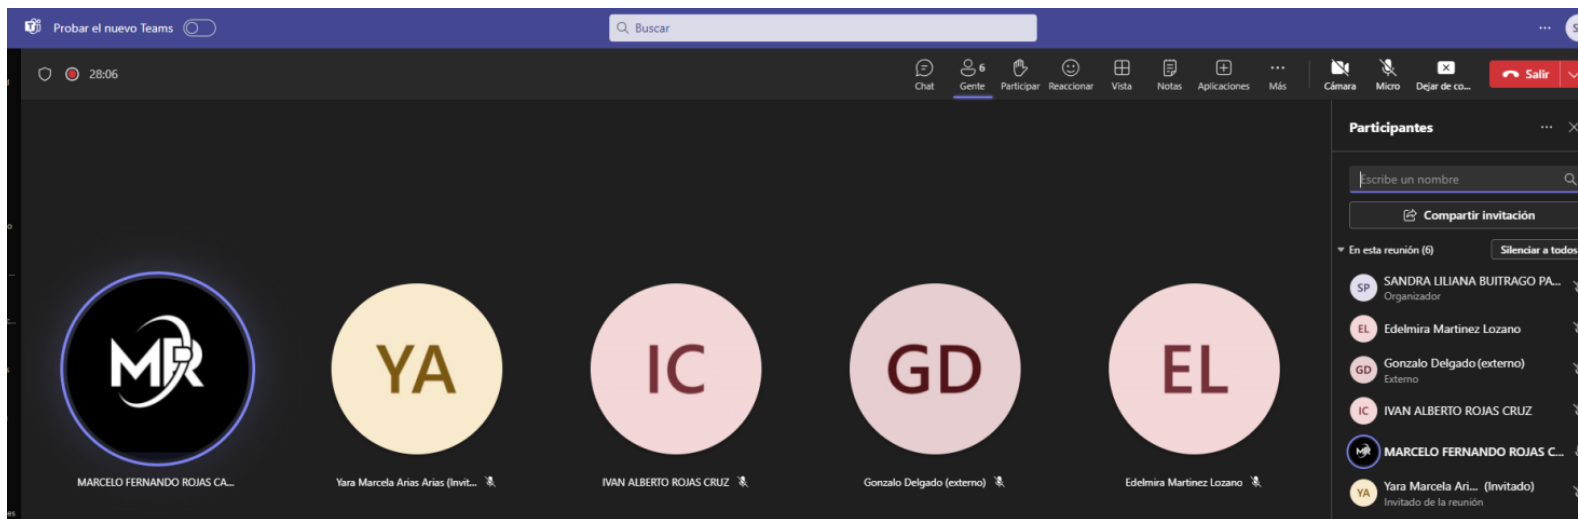 Probar el nuevo Teams
Buscar
28:06
Chat
6
Gente
Participar
Reaccionar
Vista
Notas
Aplicaciones
Más
Cámara
Micro
Dejar de co...
Salir
Participantes
Escribe un nombre
Compartir invitación
En esta reunión (6)
Silenciar a todos
SP
SANDRA LILIANA BUITRAGO PA...
Organizador
EL
Edelmira Martinez Lozano
GD
Gonzalo Delgado (externo)
Externo
IC
IVAN ALBERTO ROJAS CRUZ
MR
MARCELO FERNANDO ROJAS C...
YA
Yara Marcela Ari... (Invitado)
Invitado de la reunión
MR
YA
IC
GD
EL
MARCELO FERNANDO ROJAS CA...
Yara Marcela Arias Arias (Invit...
IVAN ALBERTO ROJAS CRUZ
Gonzalo Delgado (externo)
Edelmira Martinez Lozano